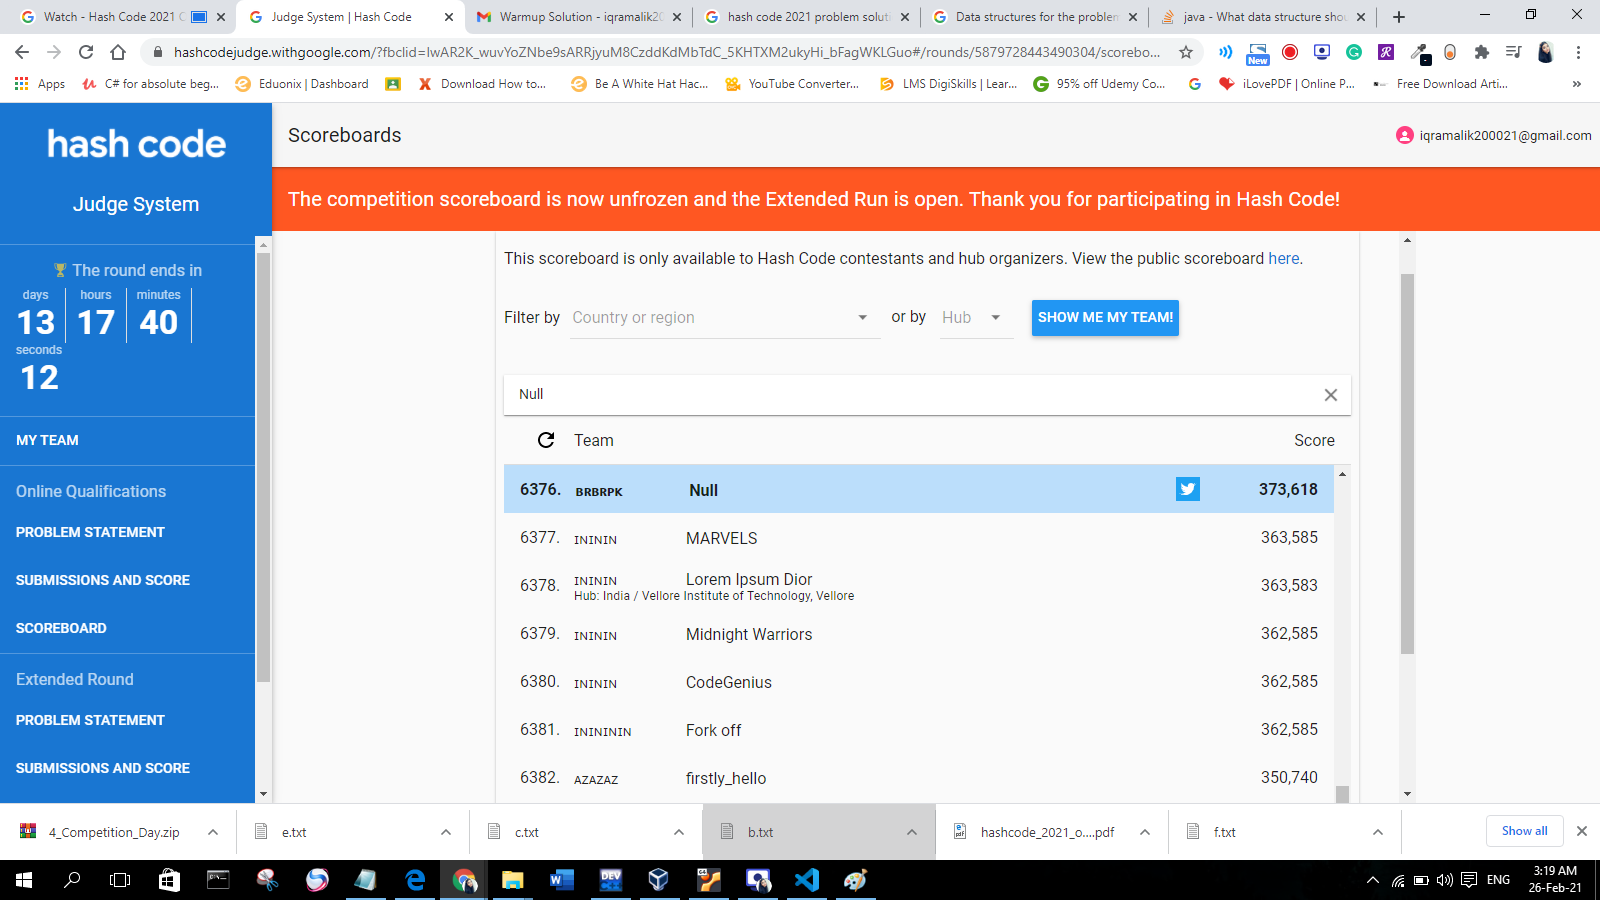 Watch - Hash Code 2021 C
Judge System | Hash Code
Warmup Solution - iqramalik20
hash code 2021 problem soluti
Data structures for the problem
java - What data structure shou
hashcodejudge.withgoogle.com/?fbclid=IwAR2K_wuvYoZNbe9sARRjyuM8CzddKdMbTdC_5KHTXM2ukyHi_bFagWKLGuo#/rounds/5879728443490304/scorebo...
New
Apps
C# for absolute beg...
Eduonix | Dashboard
Download How to...
Be A White Hat Hac...
YouTube Converter...
LMS DigiSkills | Lear...
95% off Udemy Co...
iLovePDF | Online P...
Free Download Arti...
hash code
Judge System
Scoreboards
iqramalik200021@gmail.com
The competition scoreboard is now unfrozen and the Extended Run is open. Thank you for participating in Hash Code!
The round ends in
days hours minutes
13 17 40
seconds
12
MY TEAM
Online Qualifications
PROBLEM STATEMENT
SUBMISSIONS AND SCORE
SCOREBOARD
Extended Round
PROBLEM STATEMENT
SUBMISSIONS AND SCORE
This scoreboard is only available to Hash Code contestants and hub organizers. View the public scoreboard here.
Filter by Country or region or by Hub SHOW ME MY TEAM!
Null
Team Score
6376. BRBRPK Null 373,618
6377. INININ MARVELS 363,585
6378. INININ Lorem Ipsum Dior 363,583
Hub: India / Vellore Institute of Technology, Vellore
6379. INININ Midnight Warriors 362,585
6380. INININ CodeGenius 362,585
6381. ININININ Fork off 362,585
6382. AZAZAZ firstly_hello 350,740
4_Competition_Day.zip
e.txt
c.txt
b.txt
hashcode_2021_o....pdf
f.txt
Show all
ENG
3:19 AM
26-Feb-21